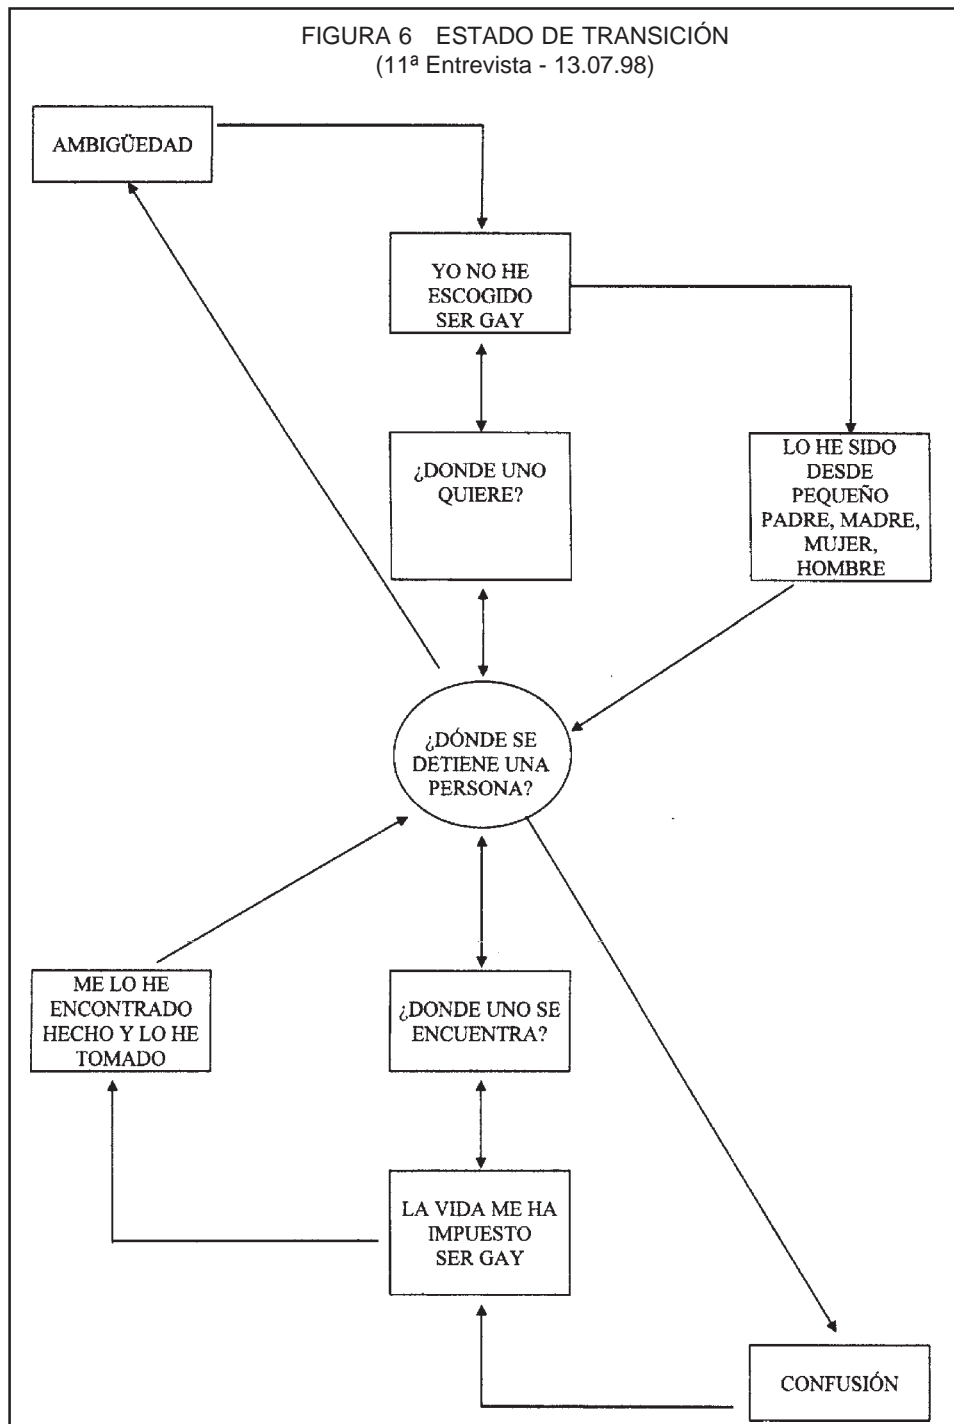 FIGURA 6 ESTADO DE TRANSICIÓN
(11ª Entrevista - 13.07.98)
AMBIGÜEDAD
YO NO HE
ESCOGIDO
SER GAY
¿DONDE UNO
QUIERE?
LO HE SIDO
DESDE
PEQUEÑO
PADRE, MADRE,
MUJER,
HOMBRE
¿DÓNDE SE
DETIENE UNA
PERSONA?
ME LO HE
ENCONTRADO
HECHO Y LO HE
TOMADO
¿DONDE UNO SE
ENCUENTRA?
LA VIDA ME HA
IMPUESTO
SER GAY
CONFUSIÓN